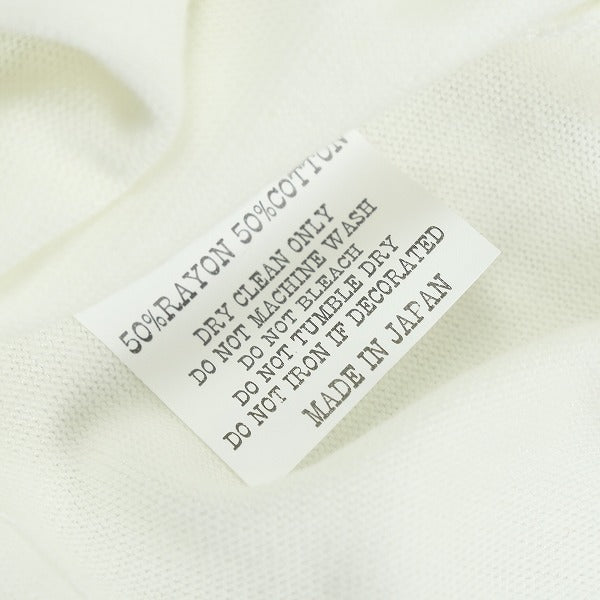 50%RAYON 50%COTTON
DRY CLEAN ONLY
DO NOT MACHINE WASH
DO NOT BLEACH
DO NOT TUMBLE DRY
DO NOT IRON IF DECORATED
MADE IN JAPAN